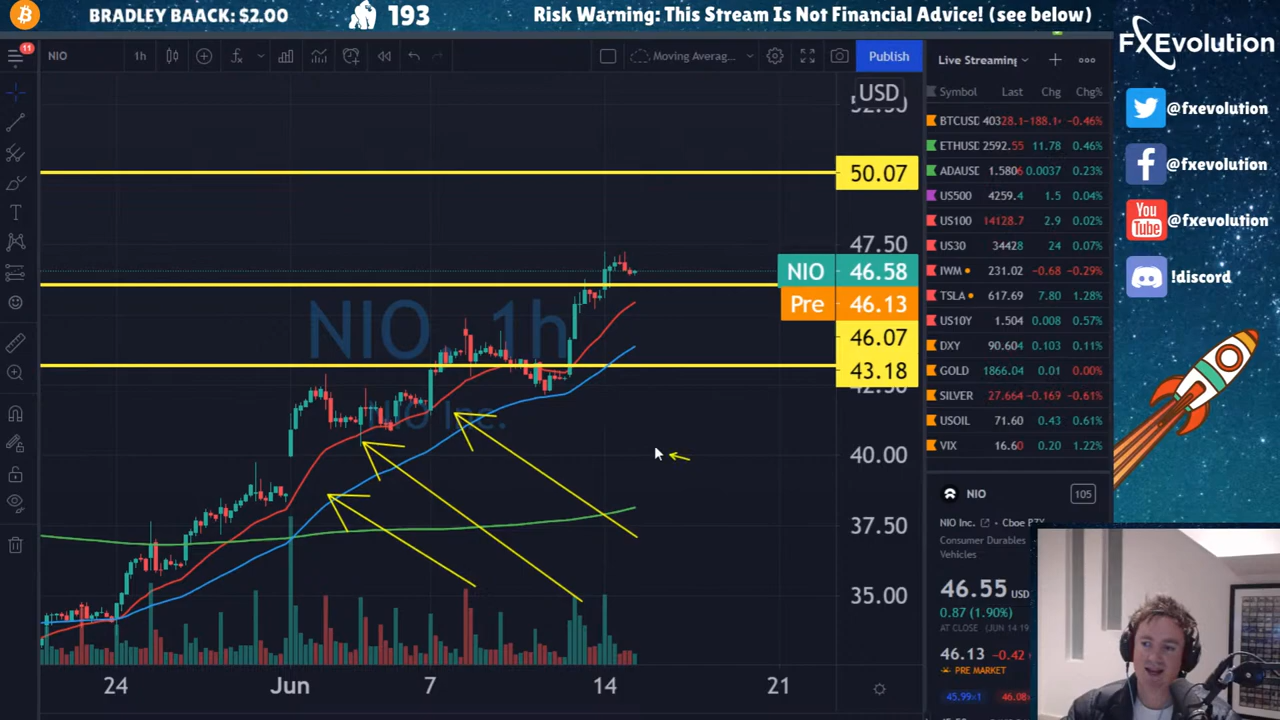 BRADLEY BAACK: $2.00
193
Risk Warning: This Stream Is Not Financial Advice! (see below)
FXEvolution
11
NIO 1h
Moving Averag...
Publish
Live Streaming
Symbol Last Chg Chg%
USD
BTCUSD 40328.1 -188.1 -0.46%
ETHUSD 2592.55 11.78 0.46%
ADAUSD 1.5806 0.0037 0.23%
US500 4259.4 1.5 0.04%
US100 14128.7 2.9 0.02%
US30 34428 24 0.07%
IWM 231.02 -0.68 -0.29%
TSLA 617.69 7.80 1.28%
US10Y 1.504 0.008 0.57%
DXY 90.604 0.103 0.11%
GOLD 1866.04 0.01 0.00%
SILVER 27.664 -0.169 -0.61%
USOIL 71.60 0.43 0.61%
VIX 16.60 0.20 1.22%
@fxevolution
@fxevolution
@fxevolution
You
Tube
!discord
52.50
50.07
47.50
NIO 46.58
Pre 46.13
46.07
43.18
42.50
40.00
37.50
35.00
NIO, 1h
NIO Inc.
24 Jun 7 14 21
NIO 105
NIO Inc. Cboe BZX
Consumer Durables
Vehicles
46.55 USD
0.87 (1.90%)
AT CLOSE (JUN 14 19
46.13 -0.42
PRE MARKET
45.99×1 46.08